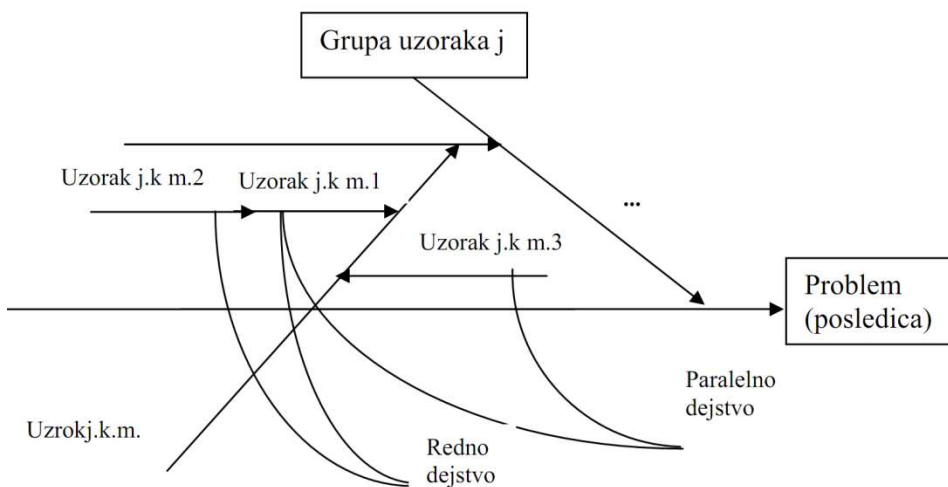 Grupa uzoraka j
Uzorak j.k m.2
Uzorak j.k m.1
...
Uzorak j.k m.3
Problem
(posledica)
Paralelno
dejstvo
Uzrokj.k.m.
Redno
dejstvo